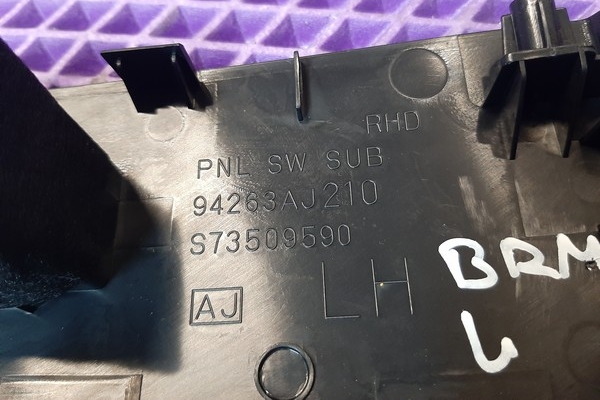 RHD
PNL SW SUB
94263AJ210
S73509590
AJ
LH
BRM
L